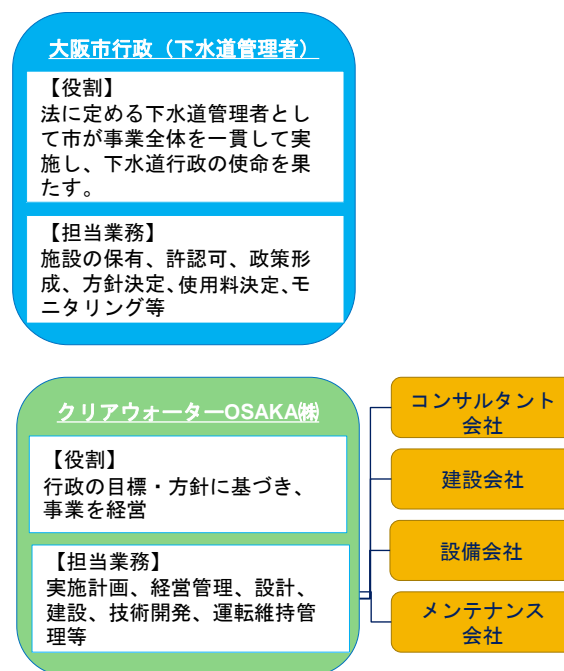 大阪市行政（下水道管理者）
【役割】
法に定める下水道管理者とし
て市が事業全体を一貫して実
施し、下水道行政の使命を果
たす。
【担当業務】
施設の保有、許認可、政策形
成、方針決定、使用料決定、モ
ニタリング等
クリアウォーターOSAKA㈱
【役割】
行政の目標・方針に基づき、
事業を経営
【担当業務】
実施計画、経営管理、設計、
建設、技術開発、運転維持管
理等
コンサルタント
会社
建設会社
設備会社
メンテナンス
会社